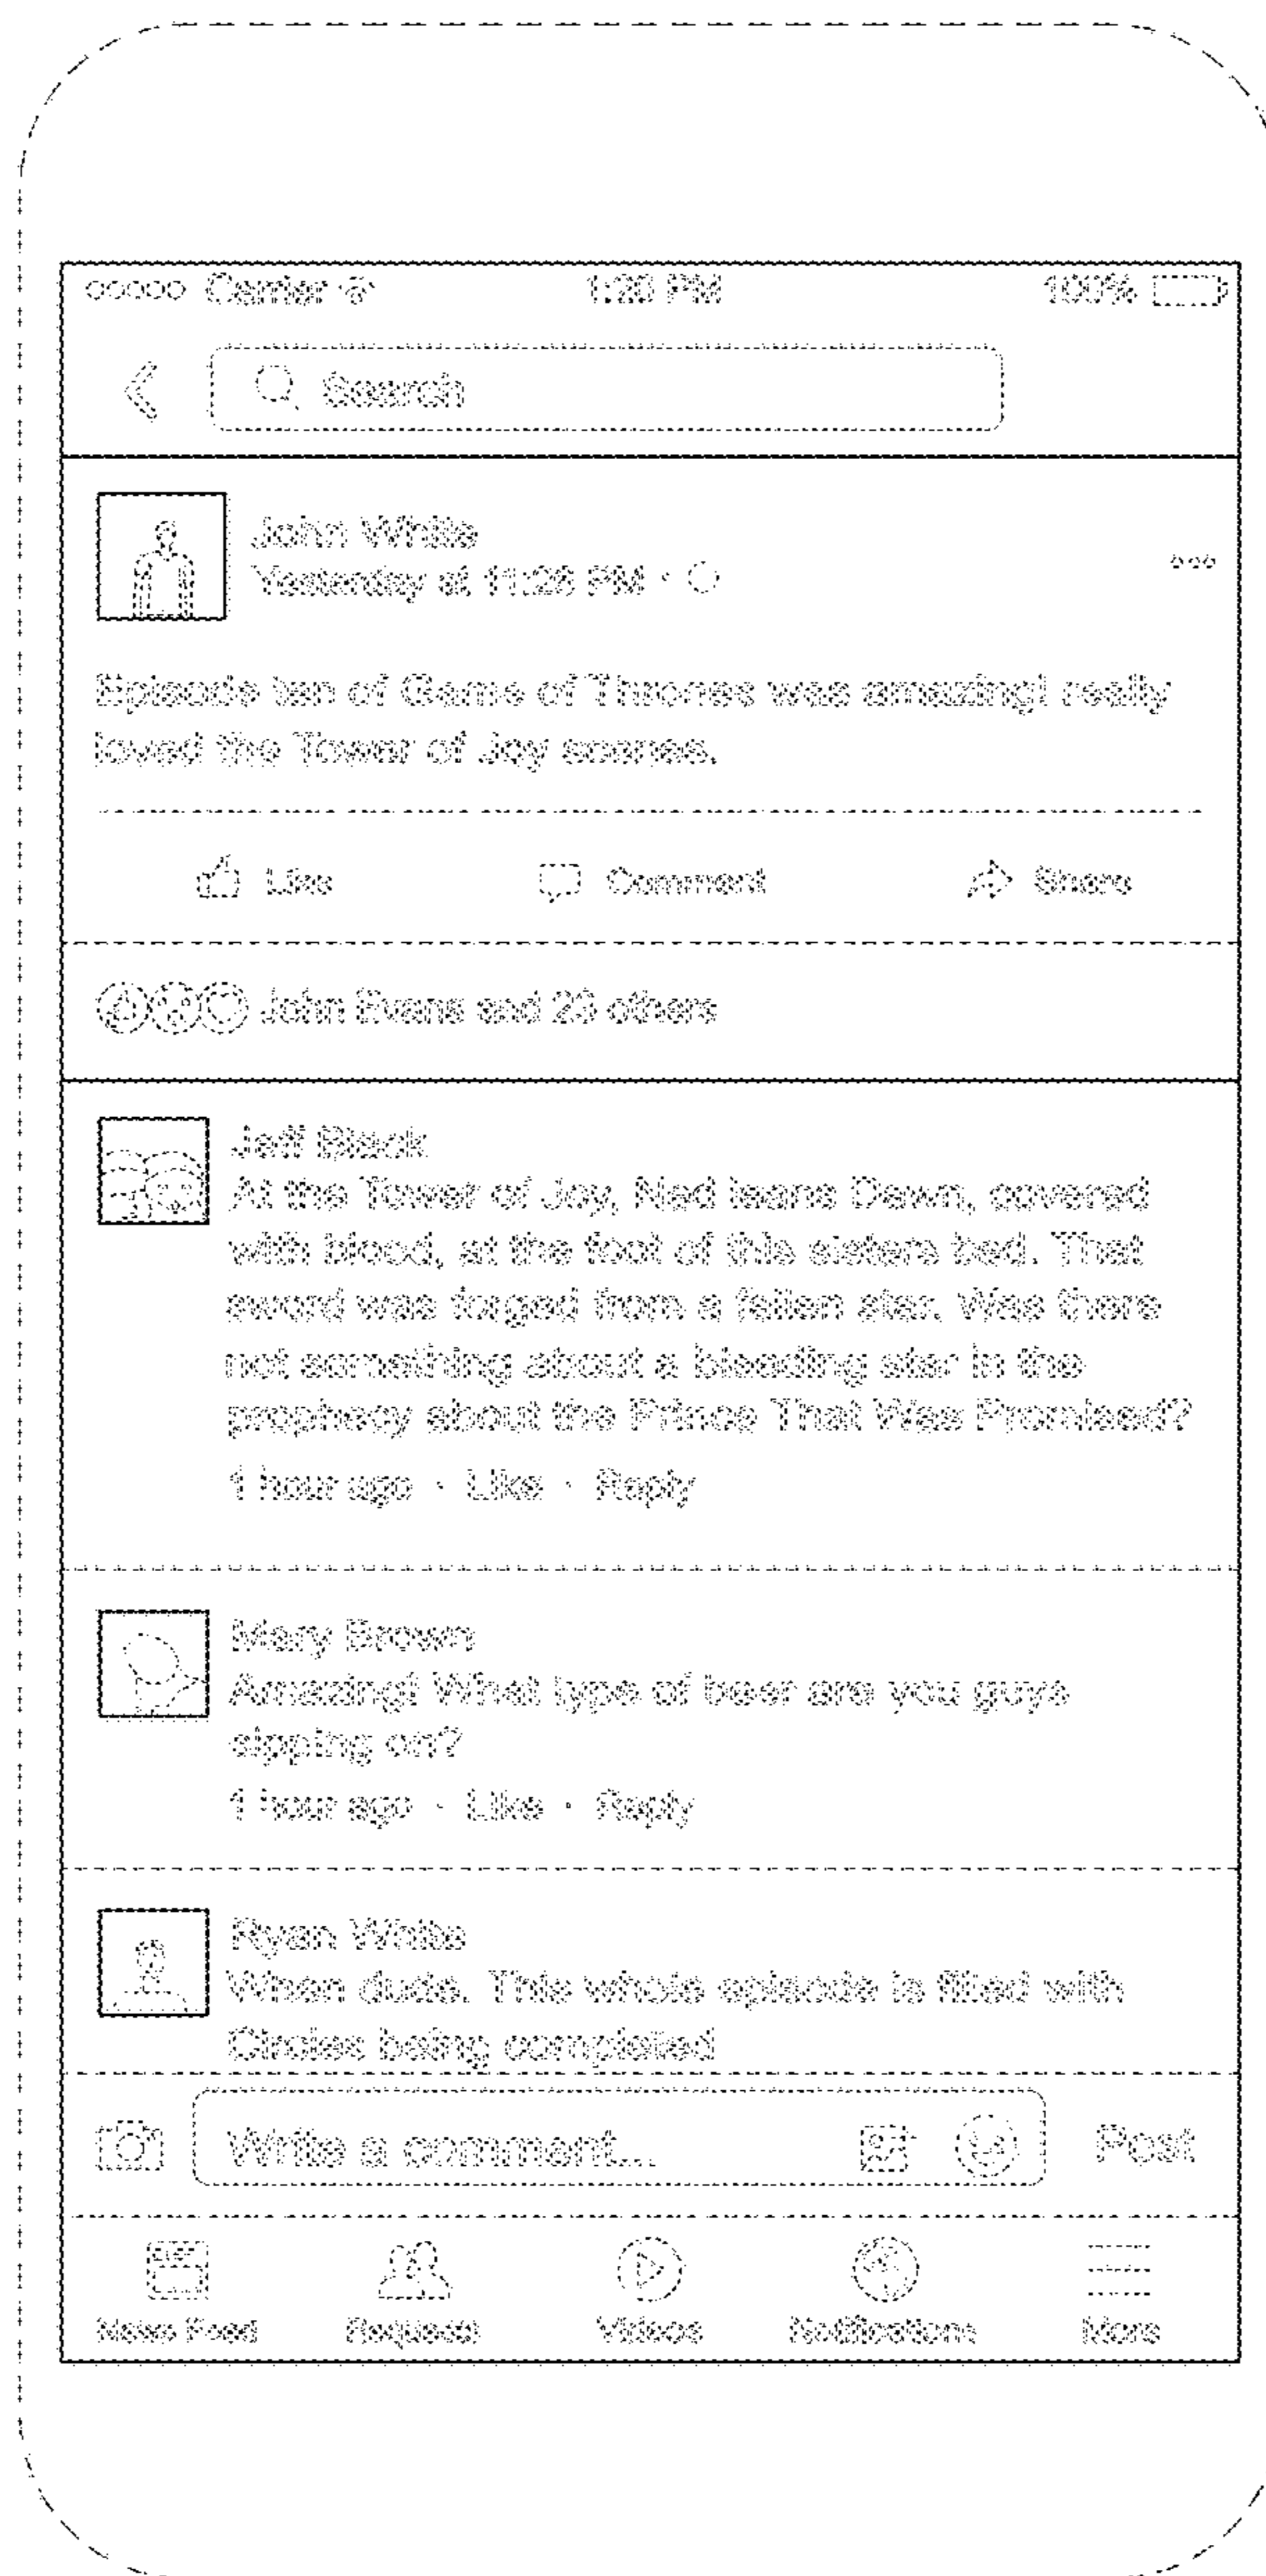 Carrier 1:20 PM 100%
Search
John White
Yesterday at 11:28 PM ·
Episode ten of Game of Thrones was amazing! really
loved the Tower of Joy scenes.
Like Comment Share
John Evans and 23 others
Jeff Black
At the Tower of Joy, Ned leans Dawn, covered
with blood, at the foot of this sisters bed. That
sword was forged from a fallen star. Was there
not something about a bleeding star in the
prophecy about the Prince That Was Promised?
1 hour ago · Like · Reply
Mary Brown
Amazing! What type of beer are you guys
sipping on?
1 hour ago · Like · Reply
Ryan White
When dude. This whole episode is filled with
Circles being completed
Write a comment... Post
News Feed Requests Videos Notifications More